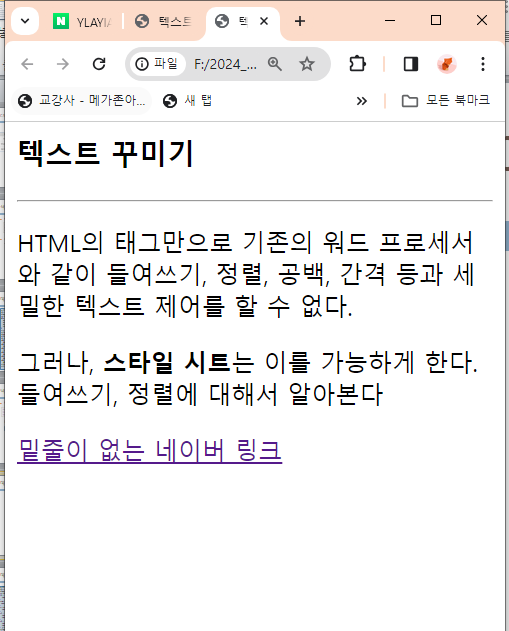 YLAYI
텍스트
텍
파일
F:/2024_...
교강사 - 메가존아...
새 탭
모든 북마크
텍스트 꾸미기
HTML의 태그만으로 기존의 워드 프로세서
와 같이 들여쓰기, 정렬, 공백, 간격 등과 세
밀한 텍스트 제어를 할 수 없다.
그러나, 스타일 시트는 이를 가능하게 한다.
들여쓰기, 정렬에 대해서 알아본다
밑줄이 없는 네이버 링크